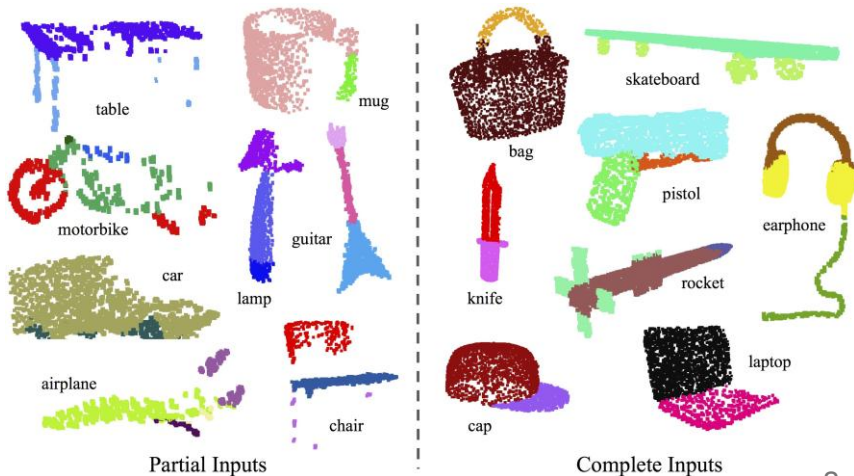 table
mug
motorbike
guitar
car
lamp
airplane
chair
Partial Inputs
skateboard
bag
pistol
earphone
knife
rocket
laptop
cap
Complete Inputs